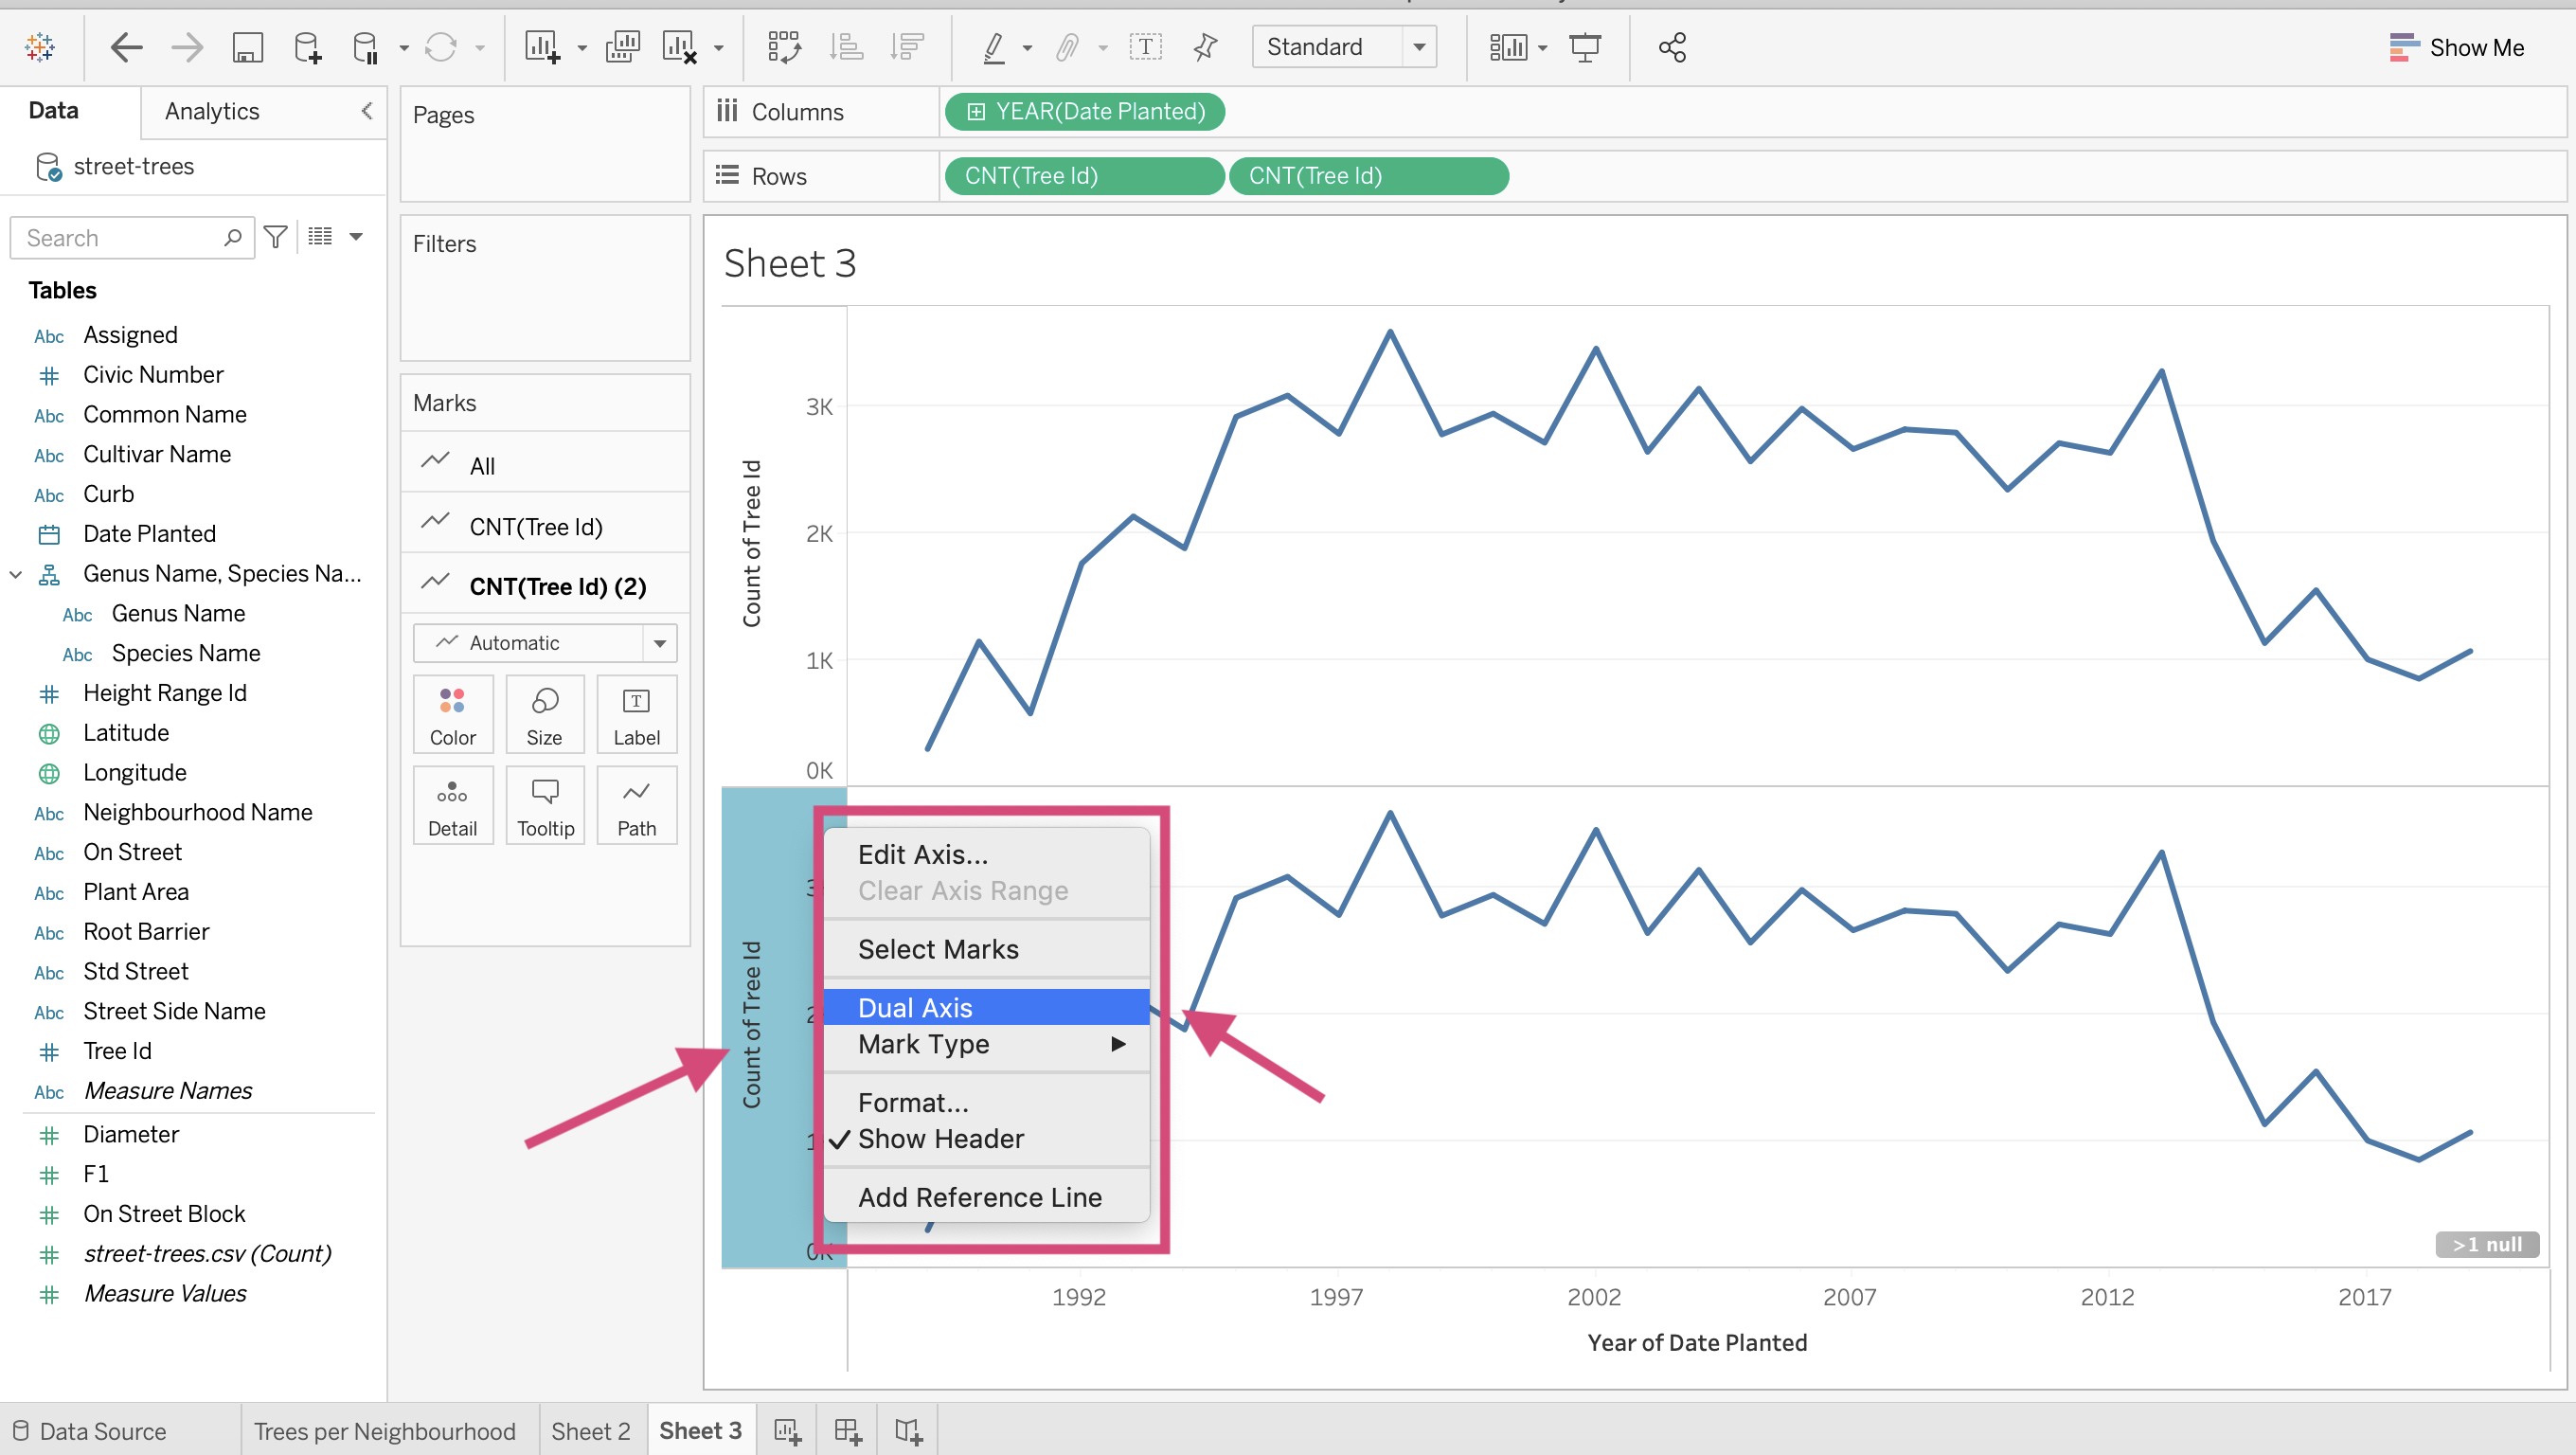 Standard
Show Me
Data
Analytics
street-trees
Search
Tables
Abc Assigned
Civic Number
Abc Common Name
Abc Cultivar Name
Abc Curb
Date Planted
Genus Name, Species Na...
Abc Genus Name
Abc Species Name
Height Range Id
Latitude
Longitude
Abc Neighbourhood Name
Abc On Street
Abc Plant Area
Abc Root Barrier
Abc Std Street
Abc Street Side Name
Tree Id
Abc Measure Names
Diameter
F1
On Street Block
street-trees.csv (Count)
Measure Values
Pages
Filters
Marks
All
CNT(Tree Id)
CNT(Tree Id) (2)
Automatic
Color
Size
T
Label
Detail
Tooltip
Path
Columns
YEAR(Date Planted)
Rows
CNT(Tree Id)
CNT(Tree Id)
Sheet 3
Count of Tree Id
3K
2K
1K
0K
Count of Tree Id
3
2
1
0K
Edit Axis...
Clear Axis Range
Select Marks
Dual Axis
Mark Type
Format...
Show Header
Add Reference Line
>1 null
1992
1997
2002
2007
2012
2017
Year of Date Planted
Data Source
Trees per Neighbourhood
Sheet 2
Sheet 3